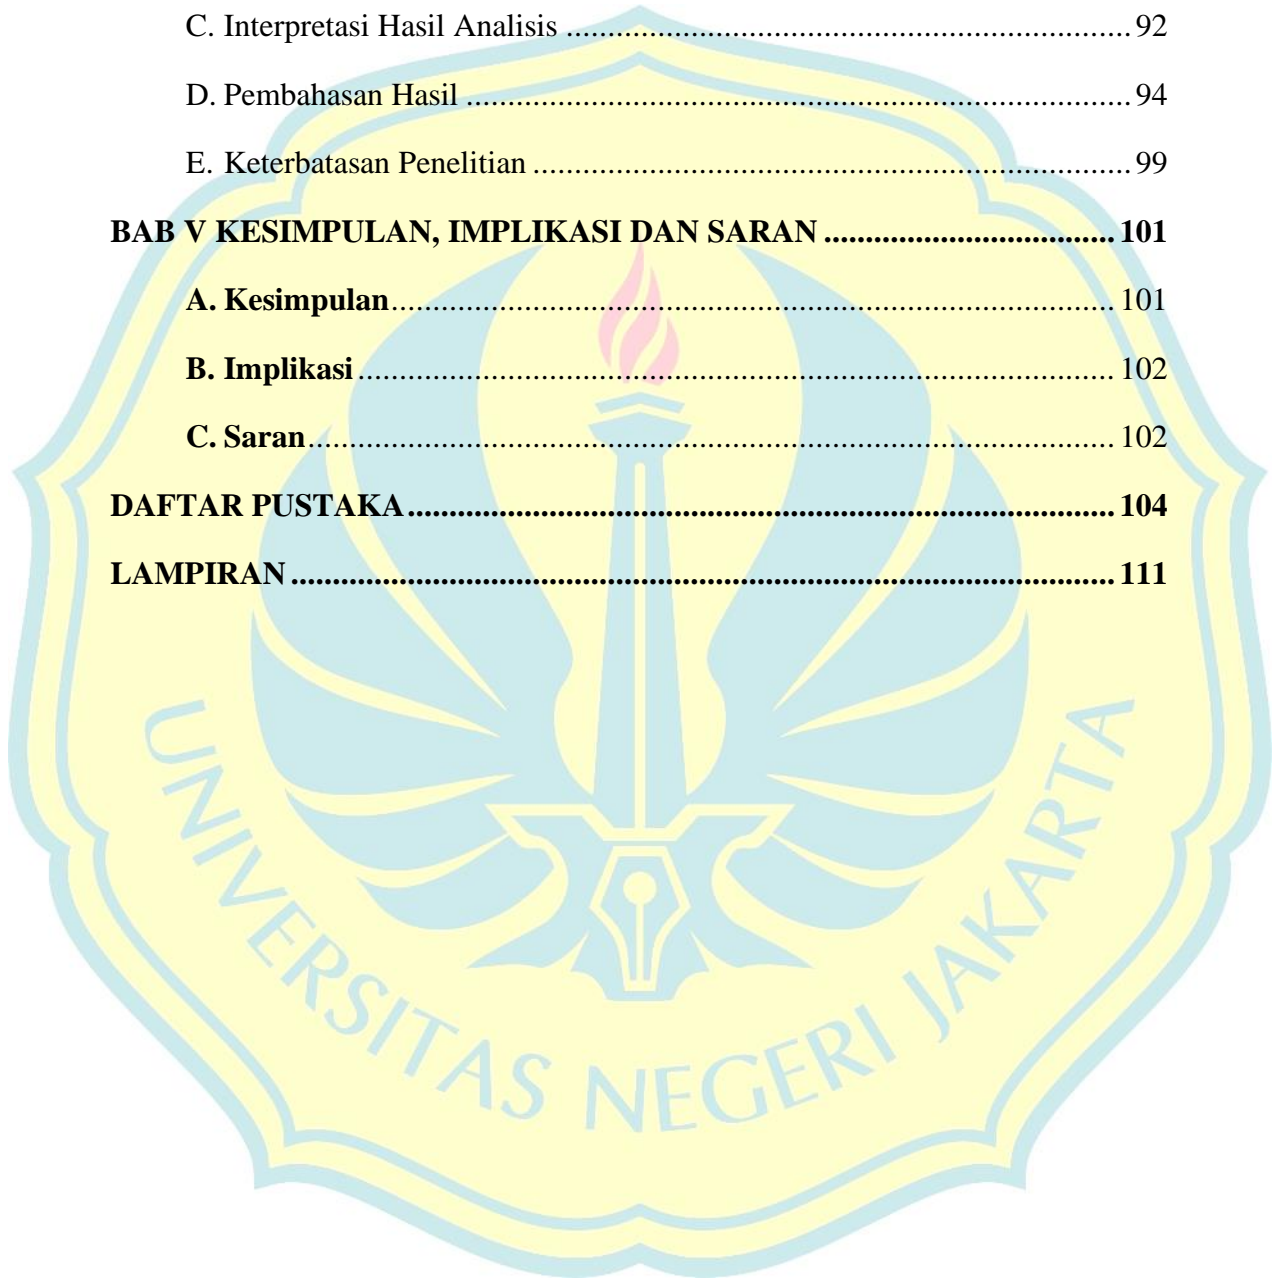 C. Interpretasi Hasil Analisis ....................................................................... 92
D. Pembahasan Hasil ................................................................................... 94
E. Keterbatasan Penelitian ........................................................................... 99
BAB V KESIMPULAN, IMPLIKASI DAN SARAN ................................... 101
A. Kesimpulan ........................................................................................... 101
B. Implikasi ............................................................................................... 102
C. Saran ..................................................................................................... 102
DAFTAR PUSTAKA ...................................................................................... 104
LAMPIRAN .................................................................................................... 111
UNIVERSITAS NEGERI JAKARTA